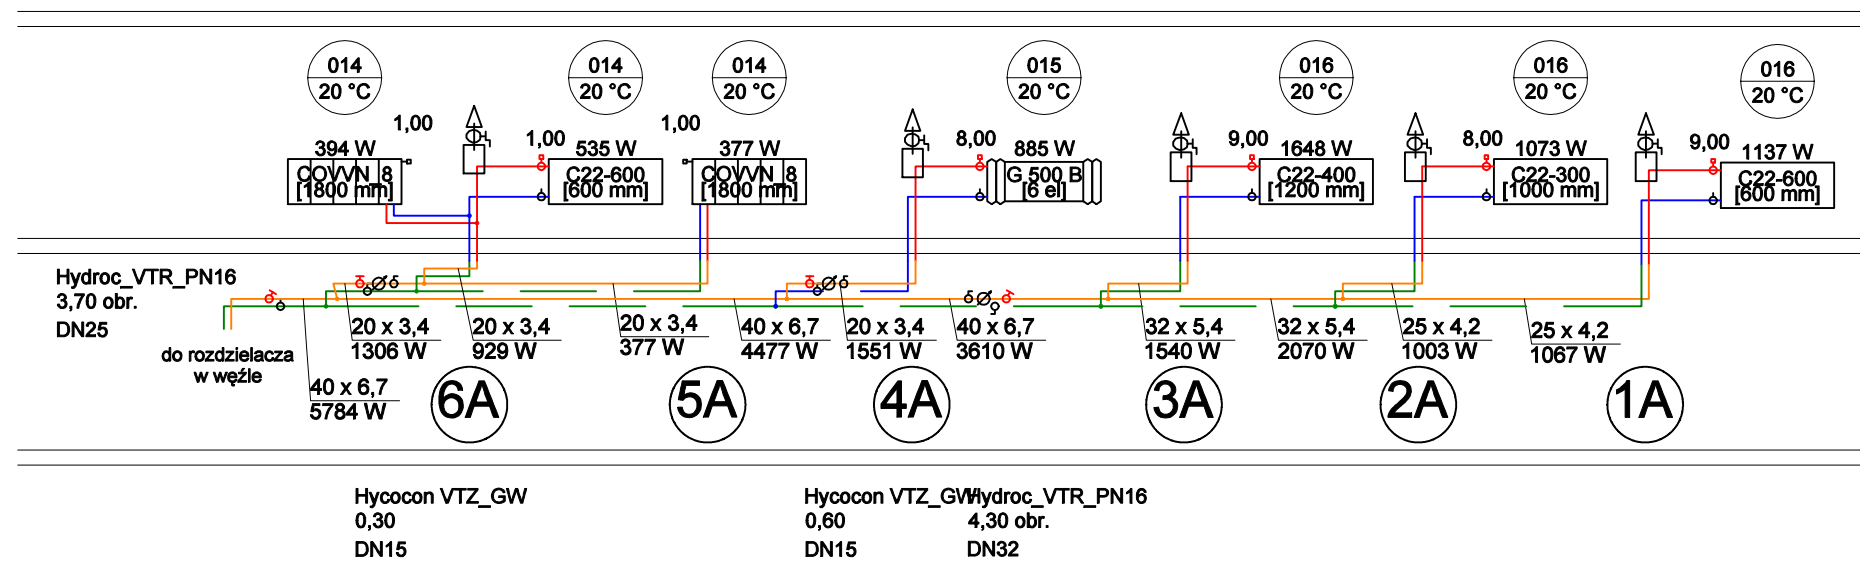 014
20 °C
014
20 °C
014
20 °C
015
20 °C
016
20 °C
016
20 °C
016
20 °C
1,00
1,00
1,00
8,00
9,00
8,00
9,00
394 W
COVVN_8
[1800 mm]
535 W
C22-600
[600 mm]
377 W
COVVN_8
[1800 mm]
885 W
G 500 B
[6 el]
1648 W
C22-400
[1200 mm]
1073 W
C22-300
[1000 mm]
1137 W
C22-600
[600 mm]
Hydroc_VTR_PN16
3,70 obr.
DN25
do rozdzielacza
w węźle
40 x 6,7
5784 W
20 x 3,4
1306 W
20 x 3,4
929 W
20 x 3,4
377 W
40 x 6,7
4477 W
20 x 3,4
1551 W
40 x 6,7
3610 W
32 x 5,4
1540 W
32 x 5,4
2070 W
25 x 4,2
1003 W
25 x 4,2
1067 W
6A
5A
4A
3A
2A
1A
Hycocon VTZ_GW
0,30
DN15
Hycocon VTZ_GW
0,60
DN15
Hydroc_VTR_PN16
4,30 obr.
DN32